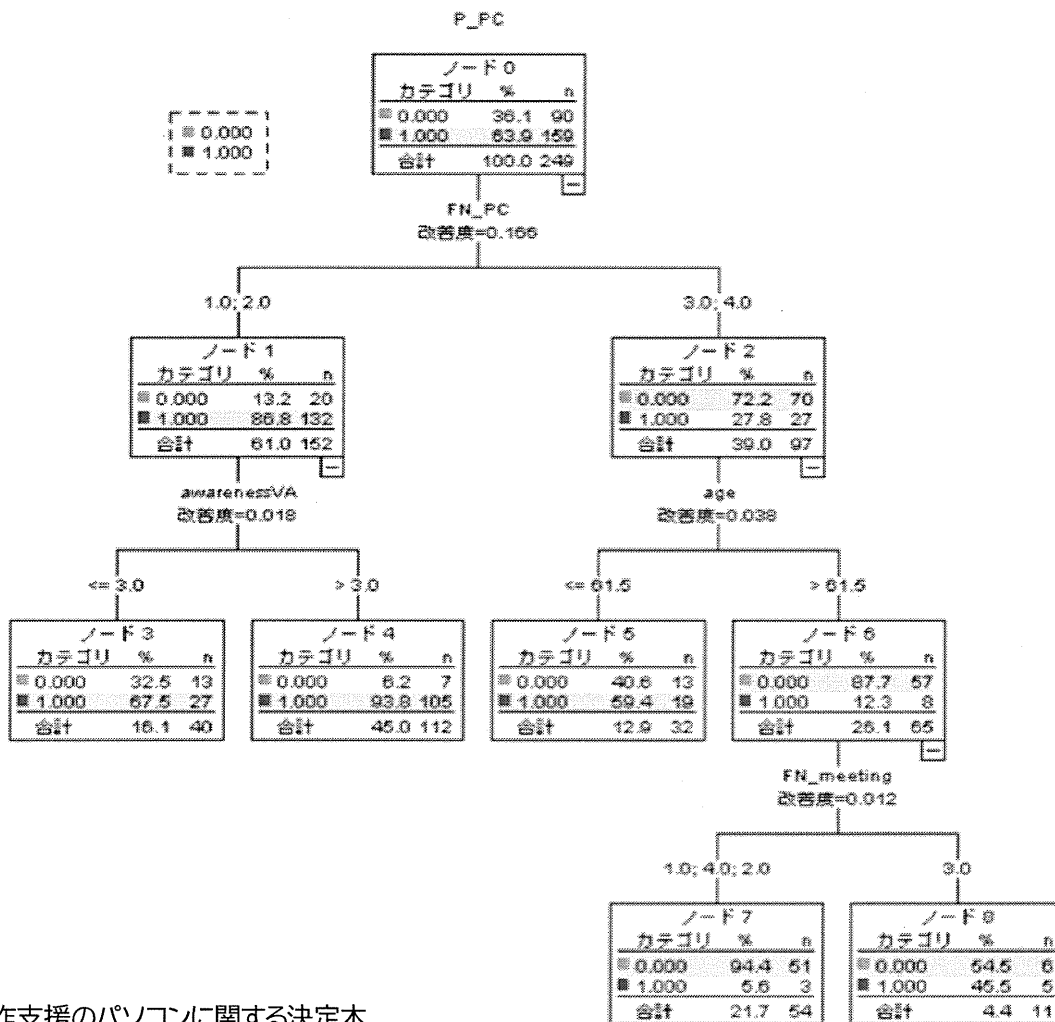 P_PC
ノード 0
カテゴリ % n
0.000 36.1 90
1.000 63.9 159
合計 100.0 249
0.000
1.000
FN_PC
改善度=0.166
1.0; 2.0
3.0; 4.0
ノード 1
カテゴリ % n
0.000 13.2 20
1.000 86.8 132
合計 61.0 152
ノード 2
カテゴリ % n
0.000 72.2 70
1.000 27.8 27
合計 39.0 97
awarenessVA
改善度=0.018
age
改善度=0.038
<= 3.0
> 3.0
<= 61.5
> 61.5
ノード 3
カテゴリ % n
0.000 32.5 13
1.000 67.5 27
合計 16.1 40
ノード 4
カテゴリ % n
0.000 6.2 7
1.000 93.8 105
合計 45.0 112
ノード 5
カテゴリ % n
0.000 40.6 13
1.000 59.4 19
合計 12.9 32
ノード 6
カテゴリ % n
0.000 87.7 57
1.000 12.3 8
合計 26.1 65
FN_meeting
改善度=0.012
1.0; 4.0; 2.0
3.0
ノード 7
カテゴリ % n
0.000 94.4 51
1.000 5.6 3
合計 21.7 54
ノード 8
カテゴリ % n
0.000 54.5 6
1.000 45.5 5
合計 4.4 11
作支援のパソコンに関する決定木